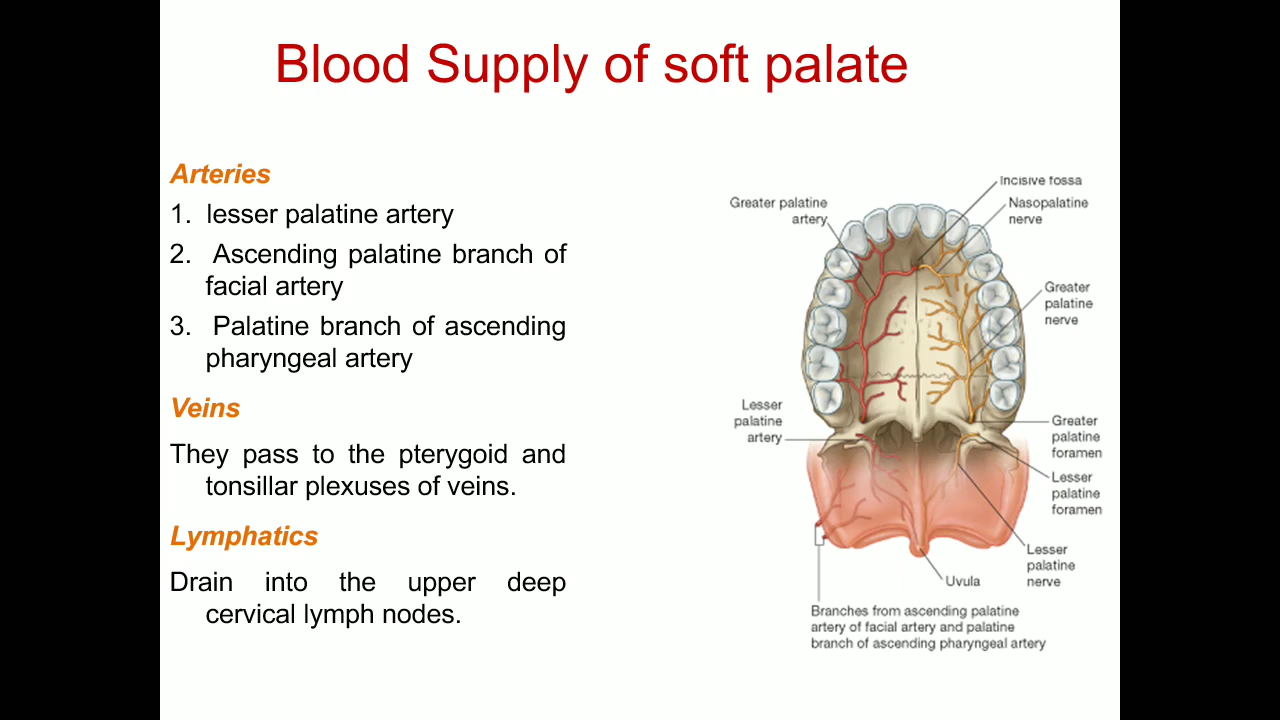 Blood Supply of soft palate
Arteries
1. lesser palatine artery
2. Ascending palatine branch of
facial artery
3. Palatine branch of ascending
pharyngeal artery
Veins
They pass to the pterygoid and
tonsillar plexuses of veins.
Lymphatics
Drain into the upper deep
cervical lymph nodes.
Incisive fossa
Greater palatine
artery
Nasopalatine
nerve
Greater
palatine
nerve
Lesser
palatine
artery
Greater
palatine
foramen
Lesser
palatine
foramen
Lesser
palatine
nerve
Uvula
Branches from ascending palatine
artery of facial artery and palatine
branch of ascending pharyngeal artery